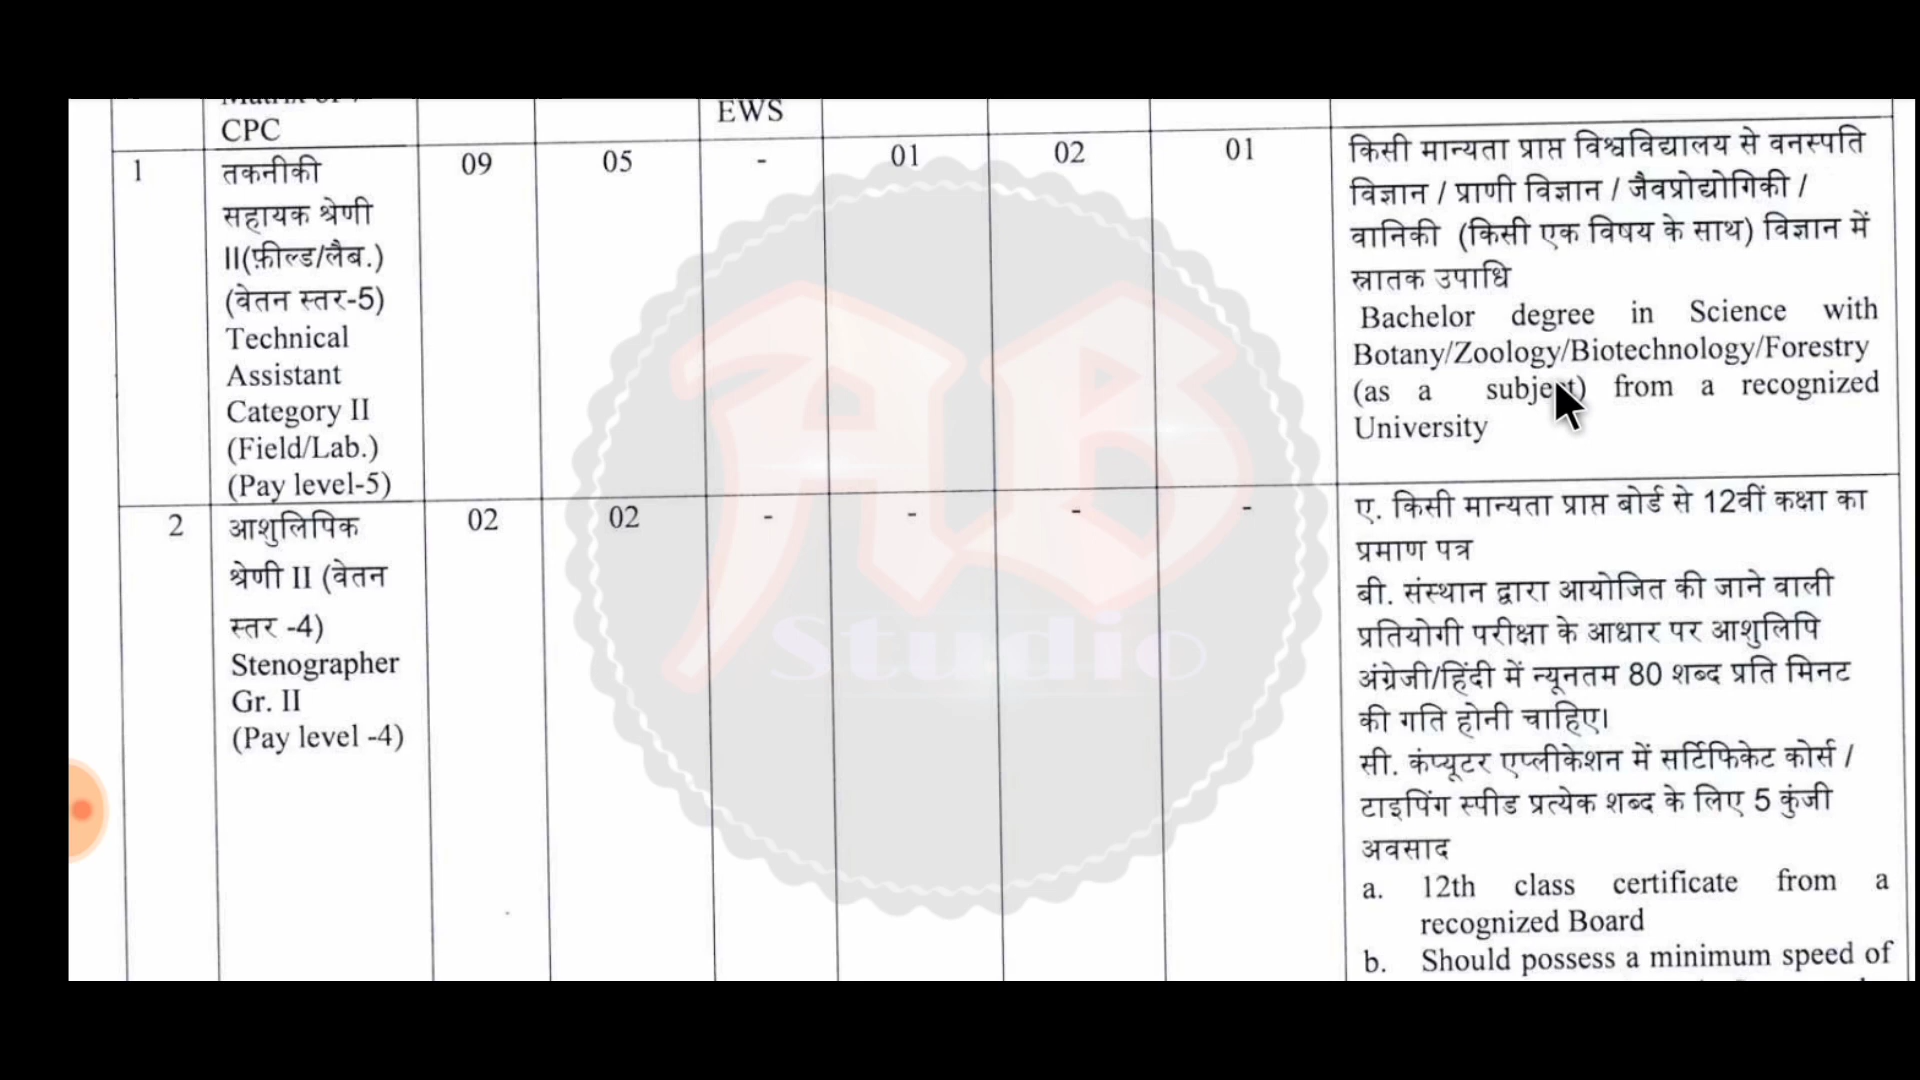 CPC
EWS
1
तकनीकी
सहायक श्रेणी
II(फ़ील्ड/लैब.)
(वेतन स्तर-5)
Technical
Assistant
Category II
(Field/Lab.)
(Pay level-5)
09
05
-
01
02
01
किसी मान्यता प्राप्त विश्वविद्यालय से वनस्पति
विज्ञान / प्राणी विज्ञान / जैवप्रोद्योगिकी /
वानिकी (किसी एक विषय के साथ) विज्ञान में
स्नातक उपाधि
Bachelor degree in Science with
Botany/Zoology/Biotechnology/Forestry
(as a subject) from a recognized
University
2
आशुलिपिक
श्रेणी II (वेतन
स्तर -4)
Stenographer
Gr. II
(Pay level -4)
02
02
-
-
-
-
ए. किसी मान्यता प्राप्त बोर्ड से 12वीं कक्षा का
प्रमाण पत्र
बी. संस्थान द्वारा आयोजित की जाने वाली
प्रतियोगी परीक्षा के आधार पर आशुलिपि
अंग्रेजी/हिंदी में न्यूनतम 80 शब्द प्रति मिनट
की गति होनी चाहिए।
सी. कंप्यूटर एप्लीकेशन में सर्टिफिकेट कोर्स /
टाइपिंग स्पीड प्रत्येक शब्द के लिए 5 कुंजी
अवसाद
a. 12th class certificate from a
recognized Board
b. Should possess a minimum speed of
AB
Studio